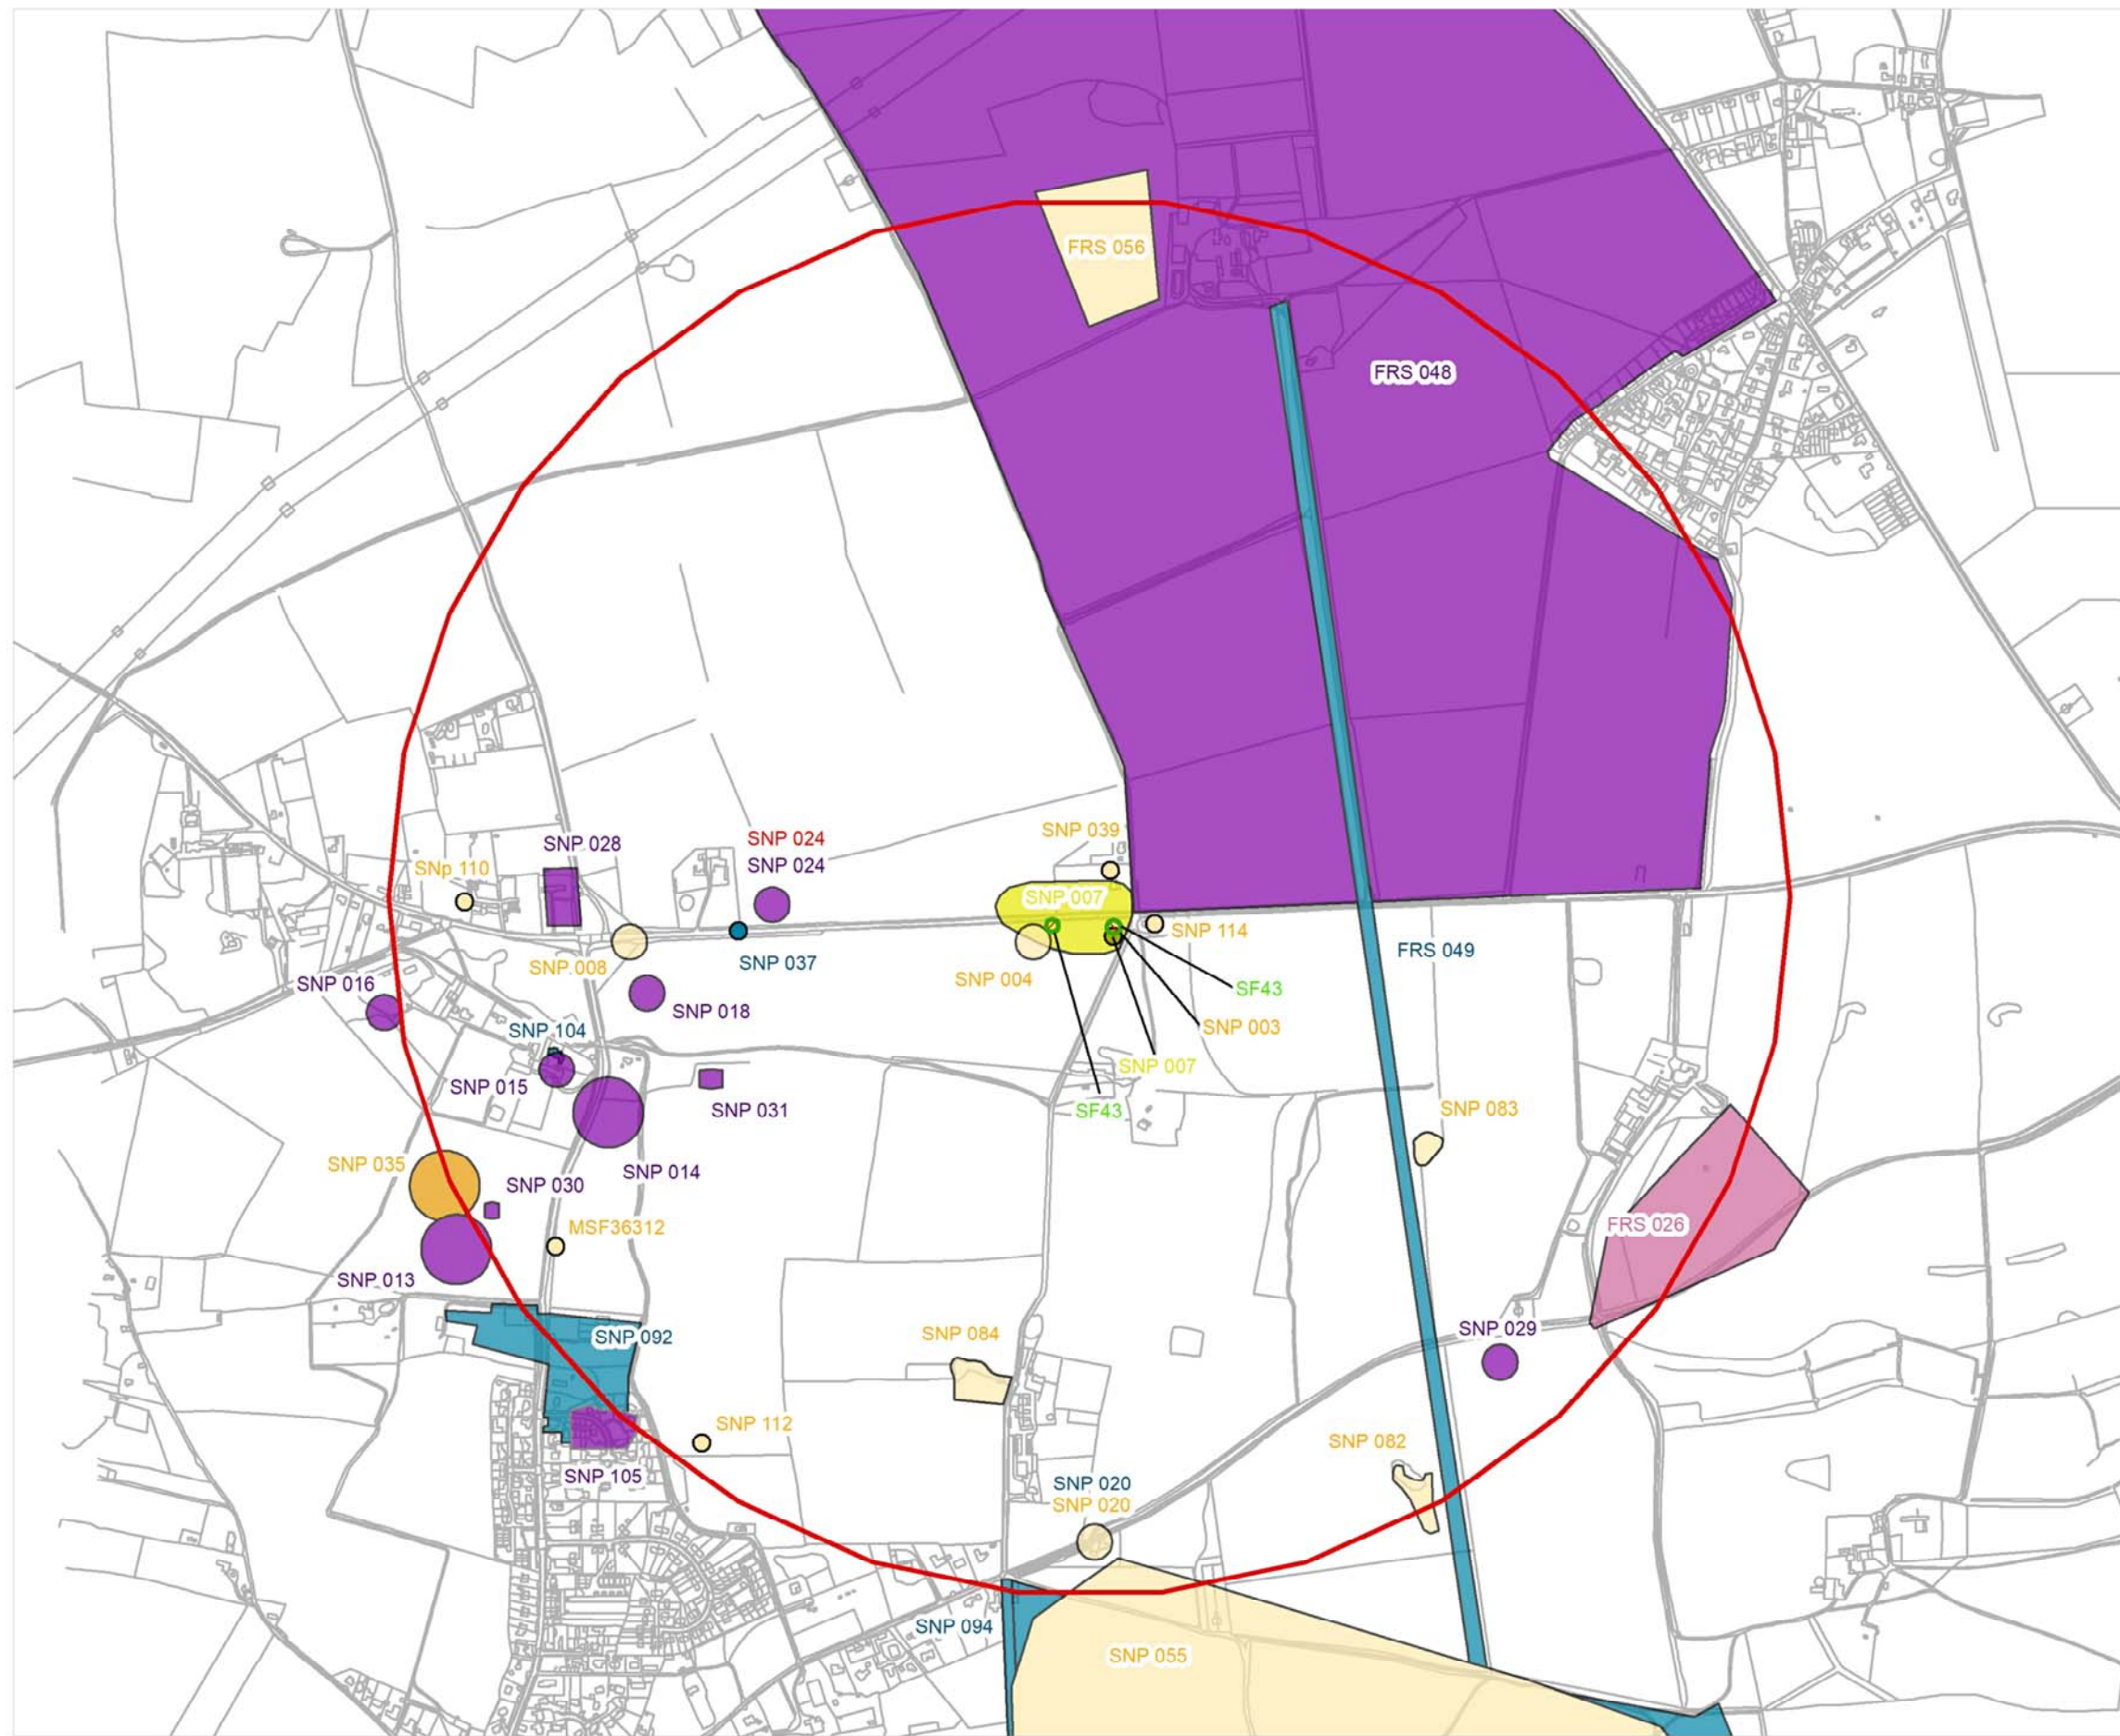 FRS 056
FRS 048
SNP 024
SNP 039
SNP 028
SNP 024
SNp 110
SNP 007
SNP 114
FRS 049
SNP 037
SNP 008
SNP 004
SNP 016
SF43
SNP 018
SNP 003
SNP 104
SNP 007
SNP 015
SNP 031
SF43
SNP 083
SNP 035
SNP 014
SNP 030
MSF36312
FRS 026
SNP 013
SNP 029
SNP 084
SNP 092
SNP 112
SNP 082
SNP 105
SNP 020
SNP 020
SNP 094
SNP 055